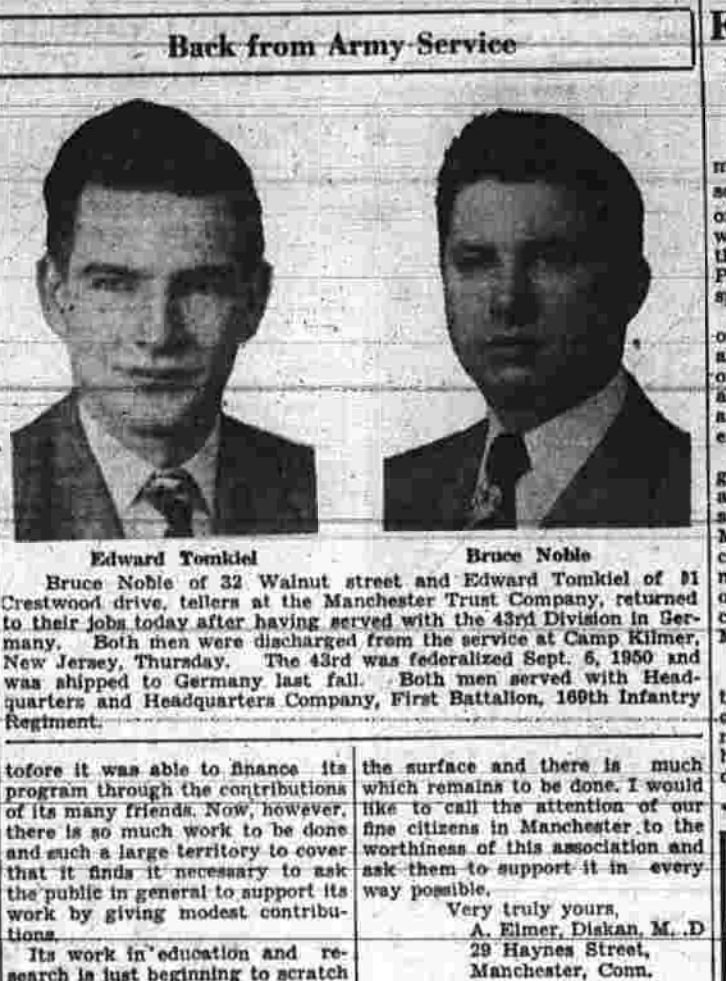 Back from Army Service
Edward Tomkiel
Bruce Noble
Bruce Noble of 32 Walnut street and Edward Tomkiel of 91
Crestwood drive, tellers at the Manchester Trust Company, returned
to their jobs today after having served with the 43rd Division in Ger-
many. Both men were discharged from the service at Camp Kilmer,
New Jersey, Thursday. The 43rd was federalized Sept. 6, 1950 and
was shipped to Germany last fall. Both men served with Head-
quarters and Headquarters Company, First Battalion, 169th Infantry
Regiment.
tofore it was able to finance its
program through the contributions
of its many friends. Now, however,
there is so much work to be done
and such a large territory to cover
that it finds it necessary to ask
the public in general to support its
work by giving modest contribu-
tions.
Its work in education and re-
search is just beginning to scratch
the surface and there is much
which remains to be done. I would
like to call the attention of our
fine citizens in Manchester to the
worthiness of this association and
ask them to support it in every
way possible.
Very truly yours,
A. Elmer, Diskan, M. .D
29 Haynes Street,
Manchester, Conn.